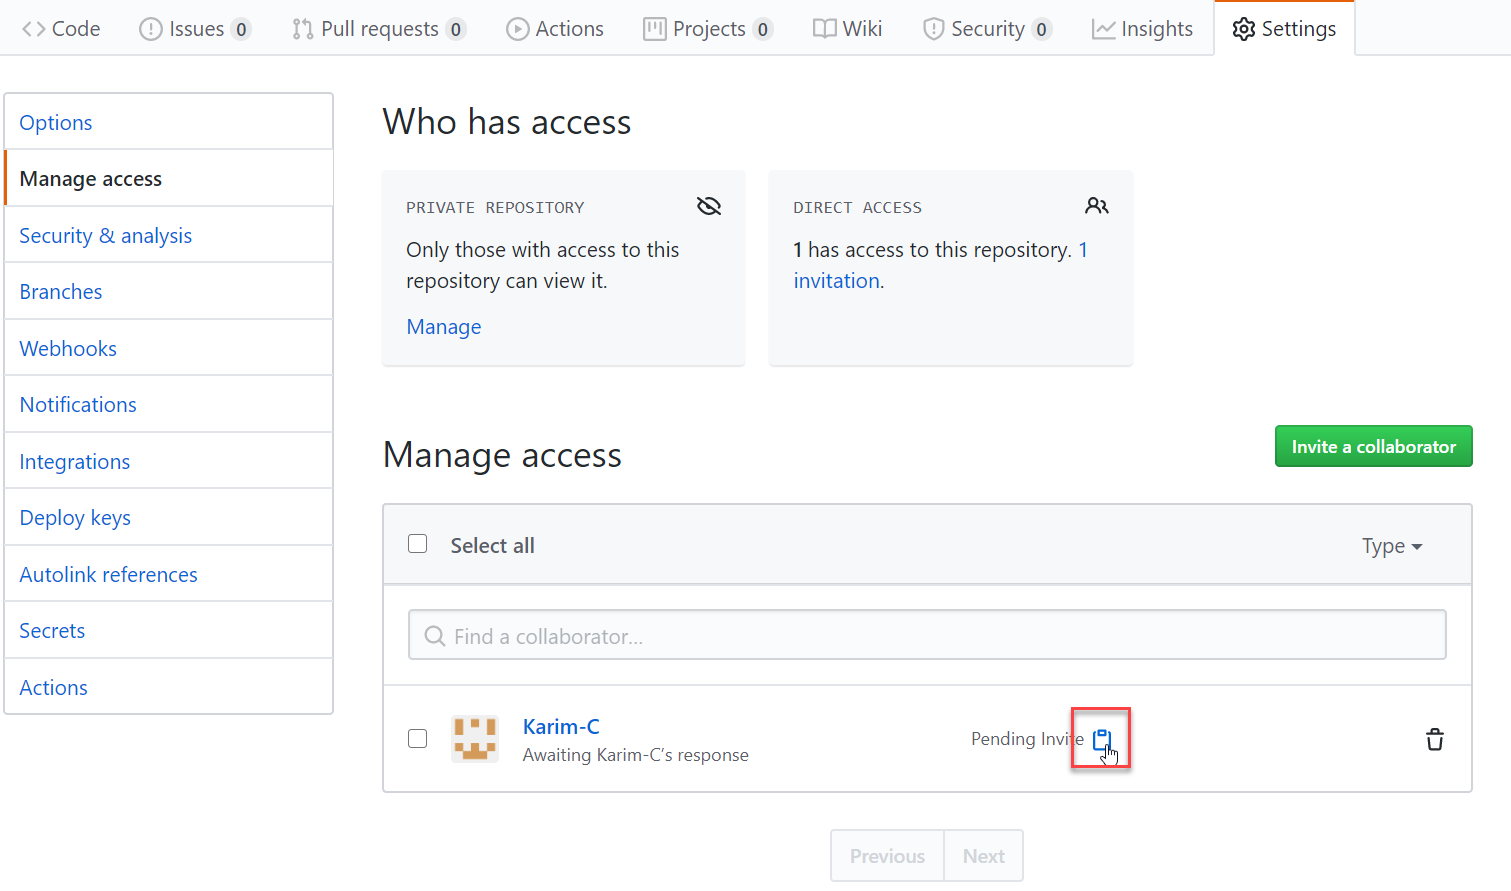 Code Issues 0 Pull requests 0 Actions Projects 0 Wiki Security 0 Insights Settings
Options
Manage access
Security & analysis
Branches
Webhooks
Notifications
Integrations
Deploy keys
Autolink references
Secrets
Actions
Who has access
PRIVATE REPOSITORY
Only those with access to this
repository can view it.
Manage
DIRECT ACCESS
1 has access to this repository. 1
invitation.
Manage access
Invite a collaborator
Select all
Type
Find a collaborator...
Karim-C
Awaiting Karim-C's response
Pending Invite
Previous Next